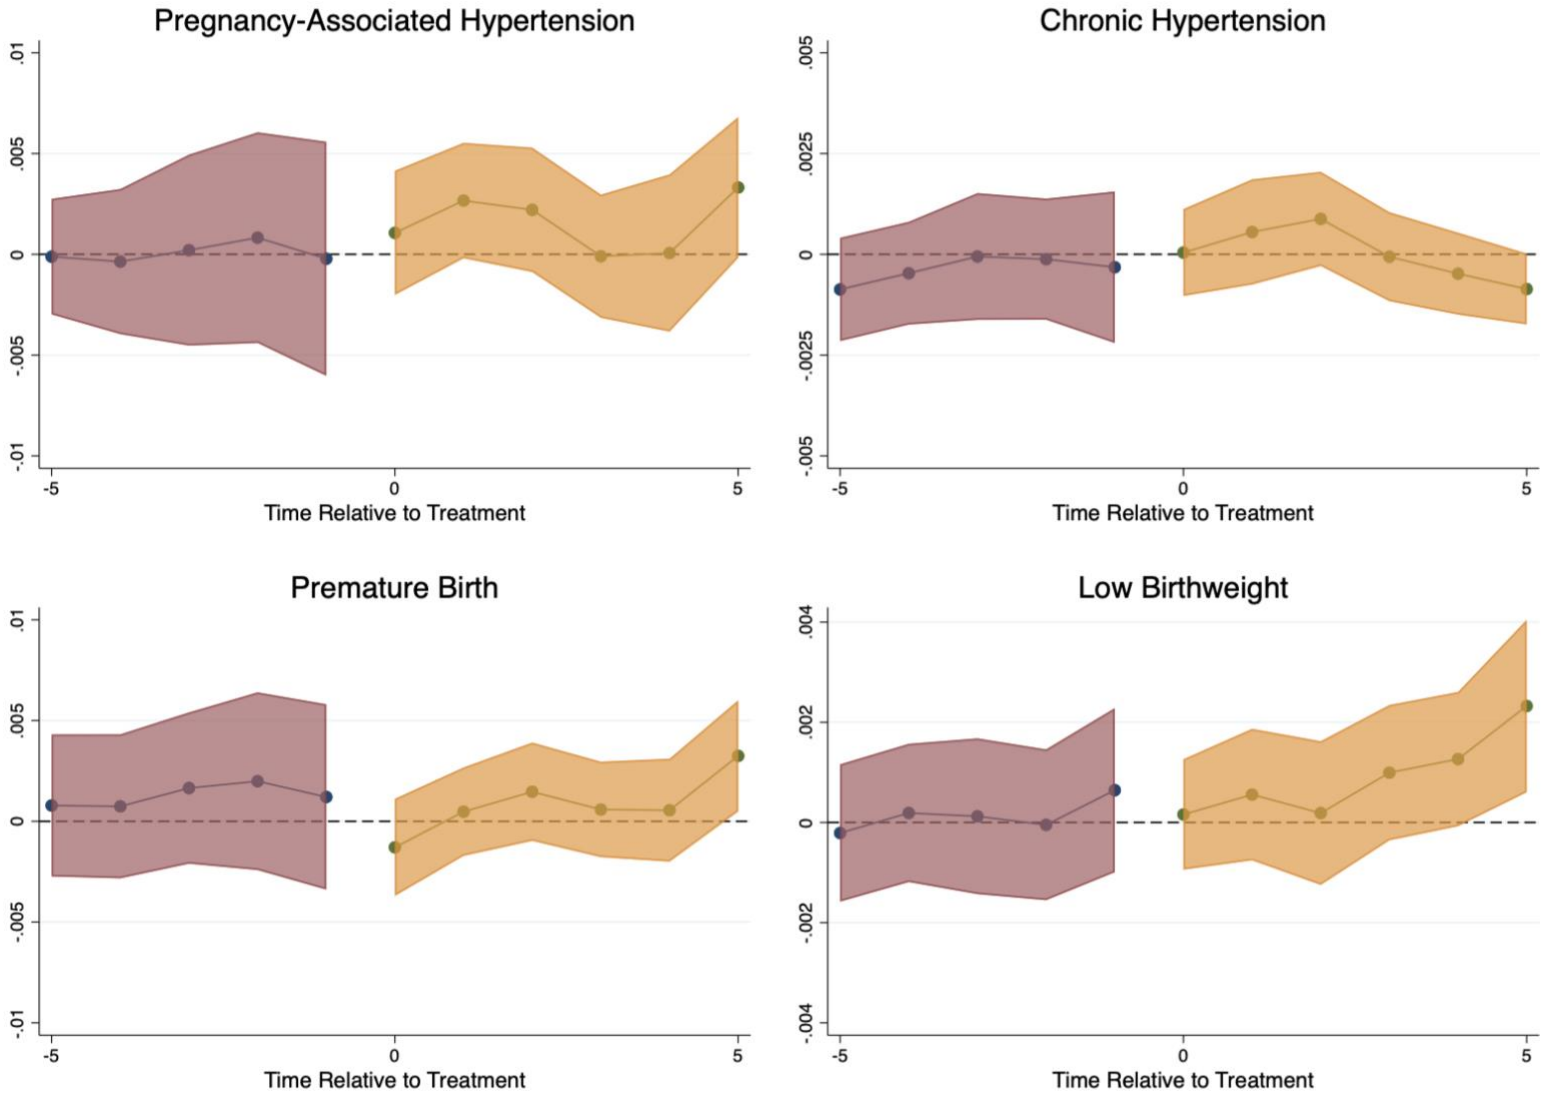 Pregnancy-Associated Hypertension
.01
.005
0
-.005
-.01
-5 0 5
Time Relative to Treatment
Chronic Hypertension
.005
.0025
0
-.0025
-.005
-5 0 5
Time Relative to Treatment
Premature Birth
.01
.005
0
-.005
-.01
-5 0 5
Time Relative to Treatment
Low Birthweight
.004
.002
0
-.002
-.004
-5 0 5
Time Relative to Treatment